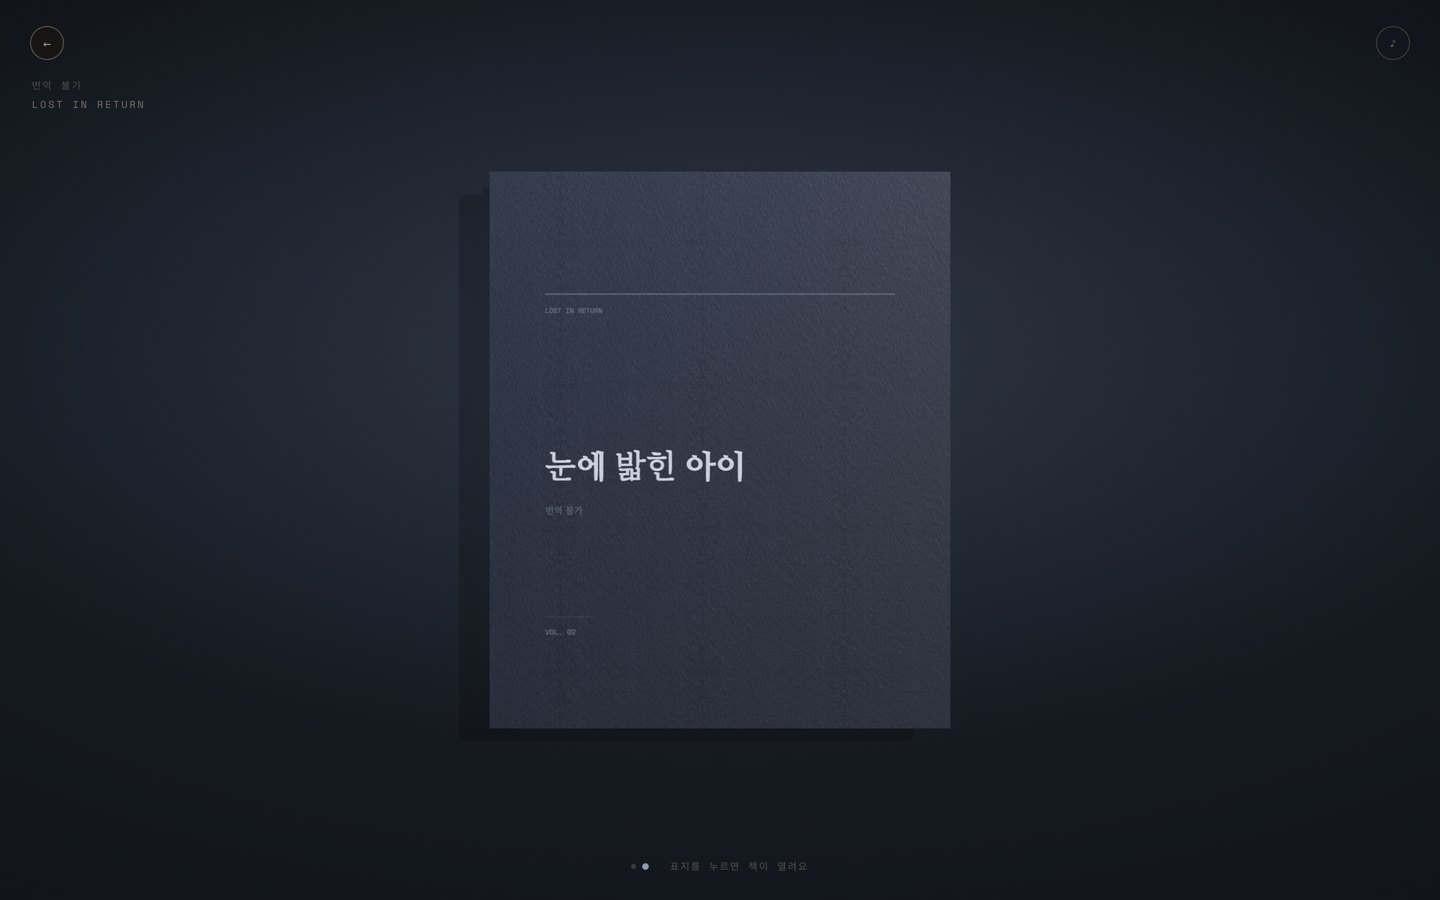 ←
♪
번역 불가
LOST IN RETURN
LOST IN RETURN
눈에 밟힌 아이
번역 불가
VOL. 02
표지를 누르면 책이 열려요